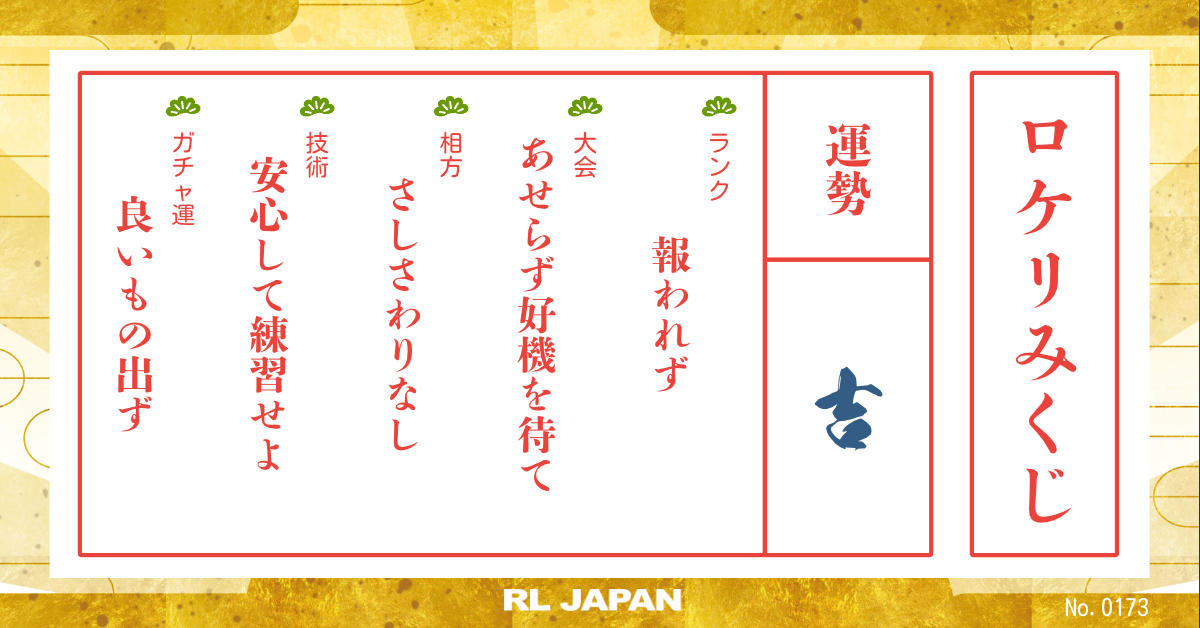 ロケリみくじ
運勢
吉
ランク
報われず
大会
あせらず好機を待て
相方
さしさわりなし
技術
安心して練習せよ
ガチャ運
良いもの出ず
RL JAPAN
No.0173